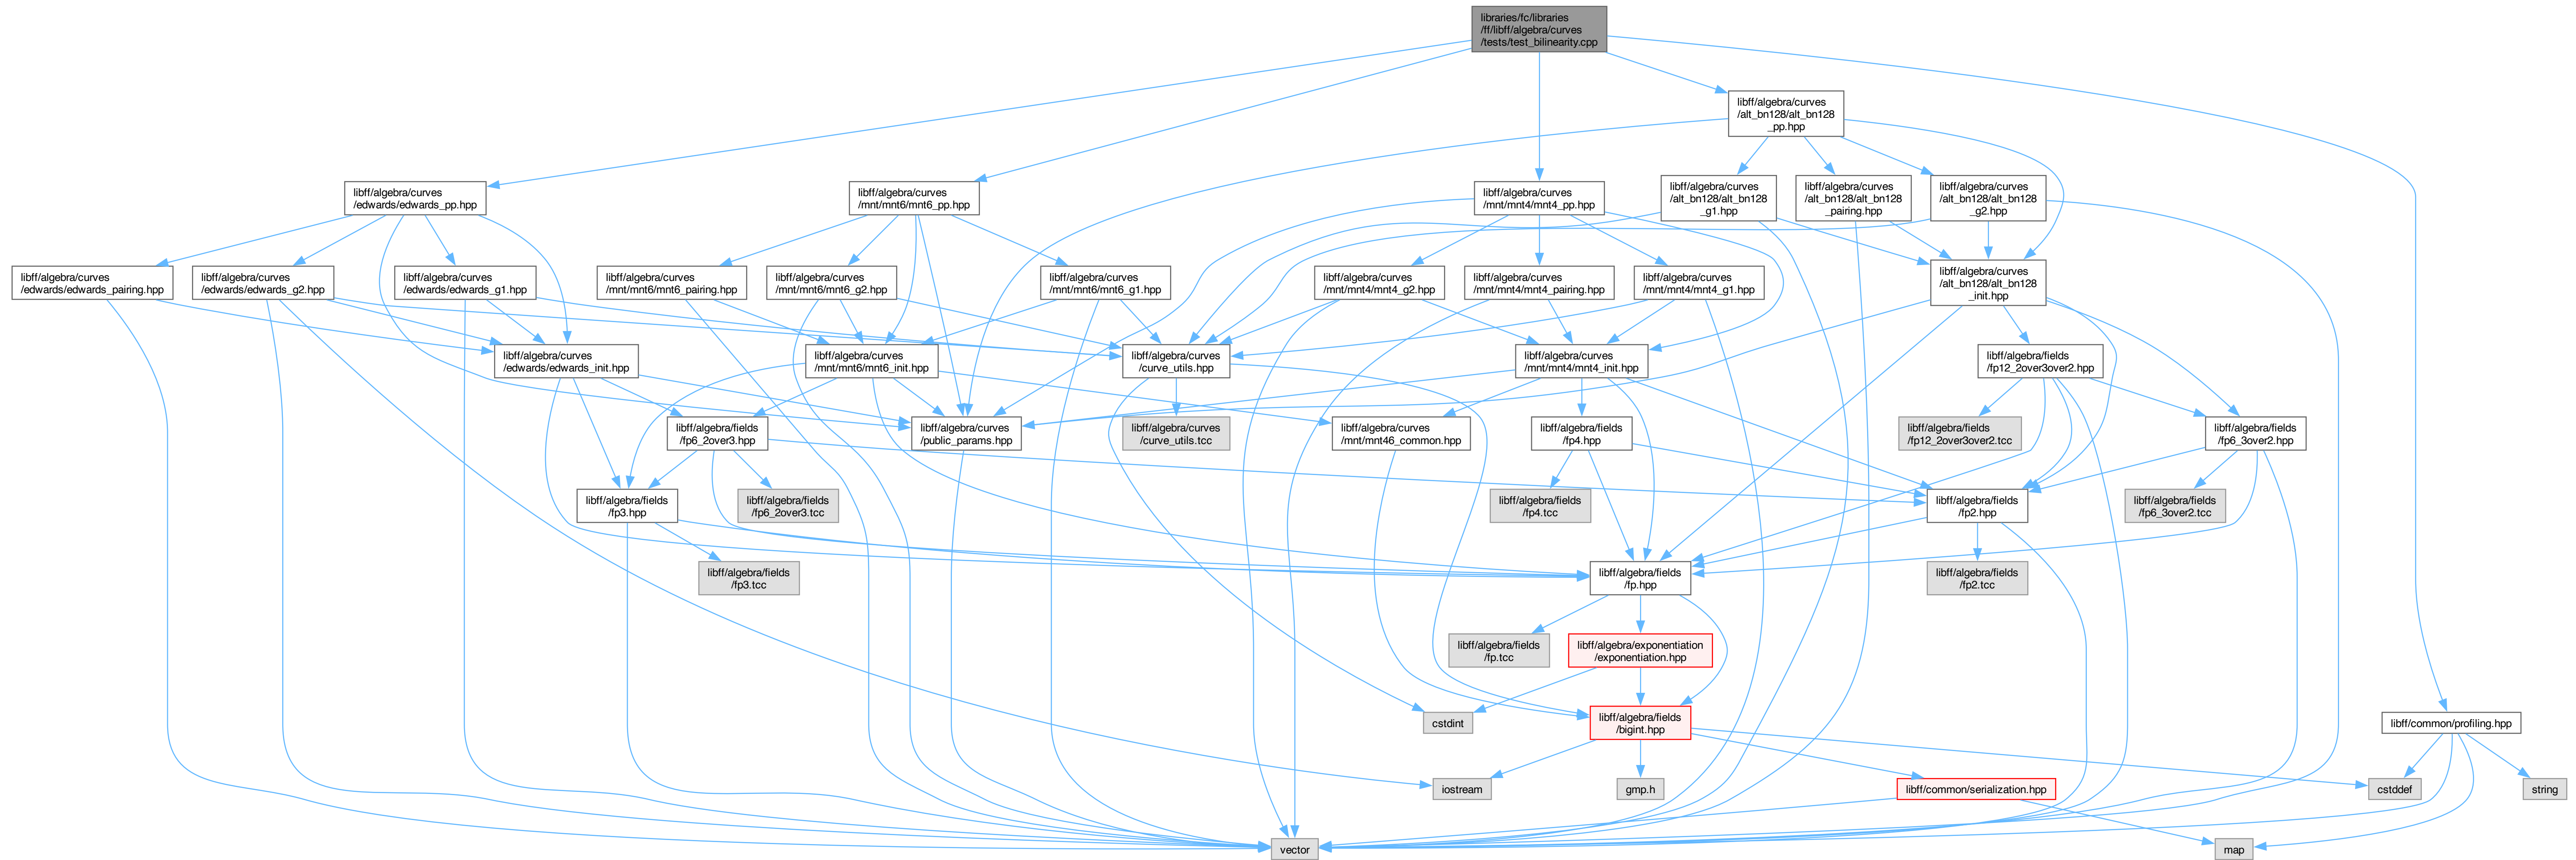 libraries/fc/libraries
/ff/libff/algebra/curves
/tests/test_bilinearity.cpp
libff/algebra/curves
/alt_bn128/alt_bn128
_pp.hpp
libff/algebra/curves
/edwards/edwards_pp.hpp
libff/algebra/curves
/mnt/mnt6/mnt6_pp.hpp
libff/algebra/curves
/mnt/mnt4/mnt4_pp.hpp
libff/algebra/curves
/alt_bn128/alt_bn128
_g1.hpp
libff/algebra/curves
/alt_bn128/alt_bn128
_pairing.hpp
libff/algebra/curves
/alt_bn128/alt_bn128
_g2.hpp
libff/algebra/curves
/edwards/edwards_pairing.hpp
libff/algebra/curves
/edwards/edwards_g2.hpp
libff/algebra/curves
/edwards/edwards_g1.hpp
libff/algebra/curves
/mnt/mnt6/mnt6_pairing.hpp
libff/algebra/curves
/mnt/mnt6/mnt6_g2.hpp
libff/algebra/curves
/mnt/mnt6/mnt6_g1.hpp
libff/algebra/curves
/mnt/mnt4/mnt4_g2.hpp
libff/algebra/curves
/mnt/mnt4/mnt4_pairing.hpp
libff/algebra/curves
/mnt/mnt4/mnt4_g1.hpp
libff/algebra/curves
/alt_bn128/alt_bn128
_init.hpp
libff/algebra/curves
/edwards/edwards_init.hpp
libff/algebra/curves
/mnt/mnt6/mnt6_init.hpp
libff/algebra/curves
/curve_utils.hpp
libff/algebra/curves
/mnt/mnt4/mnt4_init.hpp
libff/algebra/fields
/fp12_2over3over2.hpp
libff/algebra/fields
/fp6_2over3.hpp
libff/algebra/curves
/public_params.hpp
libff/algebra/curves
/curve_utils.tcc
libff/algebra/curves
/mnt/mnt46_common.hpp
libff/algebra/fields
/fp4.hpp
libff/algebra/fields
/fp12_2over3over2.tcc
libff/algebra/fields
/fp6_3over2.hpp
libff/algebra/fields
/fp3.hpp
libff/algebra/fields
/fp6_2over3.tcc
libff/algebra/fields
/fp4.tcc
libff/algebra/fields
/fp2.hpp
libff/algebra/fields
/fp6_3over2.tcc
libff/algebra/fields
/fp3.tcc
libff/algebra/fields
/fp.hpp
libff/algebra/fields
/fp2.tcc
libff/algebra/fields
/fp.tcc
libff/algebra/exponentiation
/exponentiation.hpp
cstdint
libff/algebra/fields
/bigint.hpp
libff/common/profiling.hpp
iostream
gmp.h
libff/common/serialization.hpp
cstddef
string
vector
map